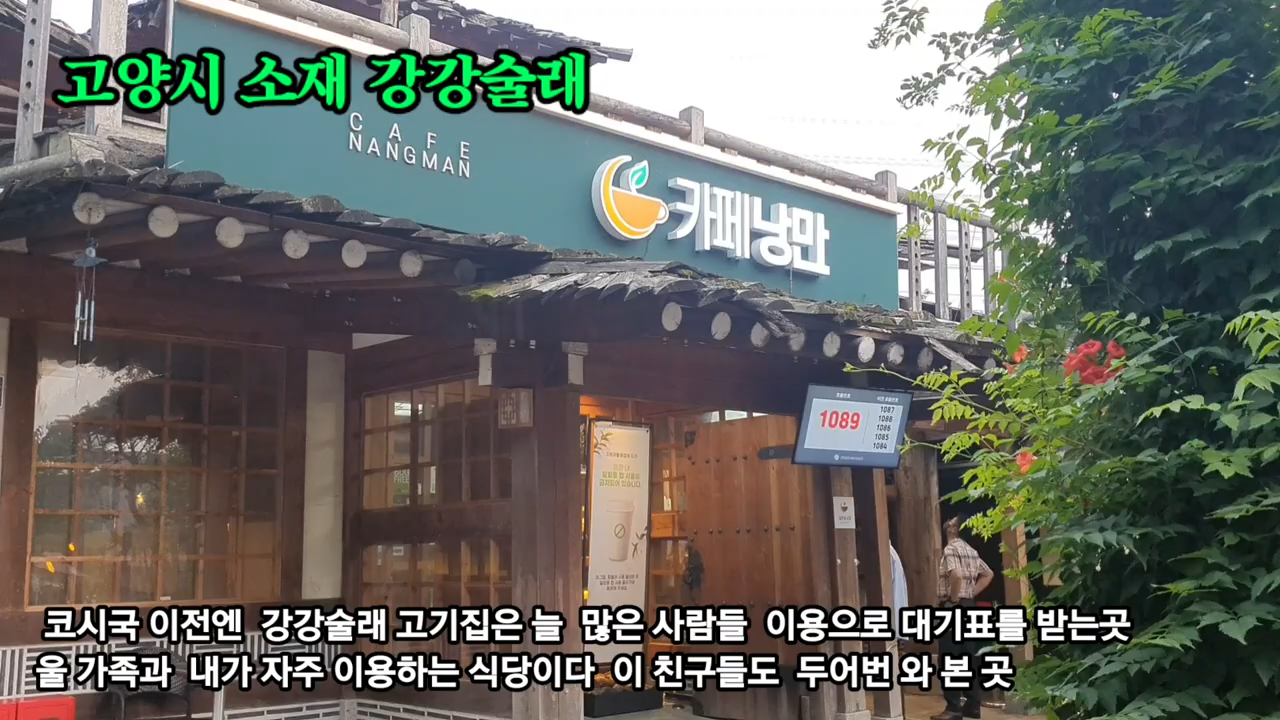 고양시 소재 강강술래
CAFE
NANGMAN
카페낭만
1089
1087
1088
1086
1085
1084
코시국 이전엔 강강술래 고기집은 늘 많은 사람들 이용으로 대기표를 받는곳
울 가족과 내가 자주 이용하는 식당이다 이 친구들도 두어번 와 본 곳